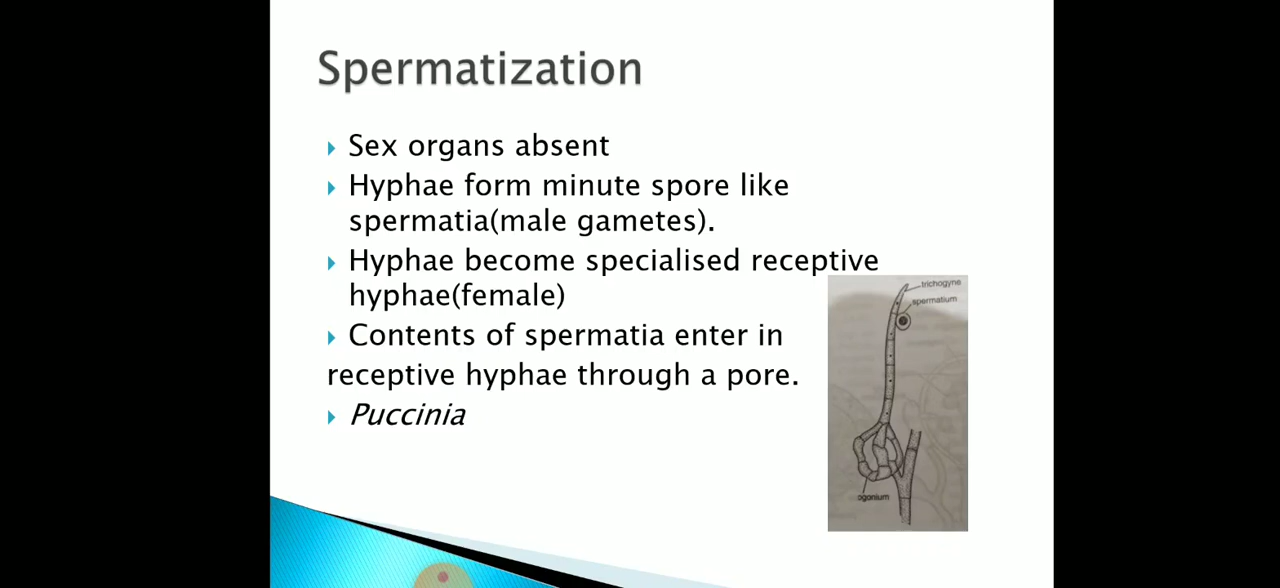 Spermatization
Sex organs absent
Hyphae form minute spore like
spermatia(male gametes).
Hyphae become specialised receptive
hyphae(female)
Contents of spermatia enter in
receptive hyphae through a pore.
Puccinia
trichogyne
spermatium
ogonium